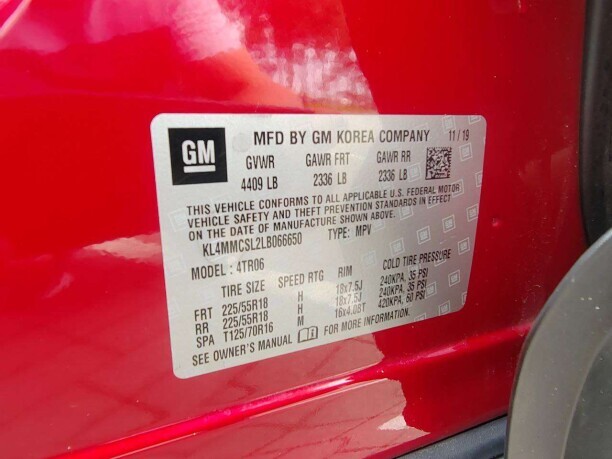 GM
MFD BY GM KOREA COMPANY 11 / 19
GVWR GAWR FRT GAWR RR
4409 LB 2336 LB 2336 LB
THIS VEHICLE CONFORMS TO ALL APPLICABLE U.S. FEDERAL MOTOR
VEHICLE SAFETY AND THEFT PREVENTION STANDARDS IN EFFECT
ON THE DATE OF MANUFACTURE SHOWN ABOVE.
KL4MMCSL2LB066650 TYPE: MPV
MODEL : 4TR06
TIRE SIZE SPEED RTG RIM COLD TIRE PRESSURE
FRT 225/55R18 H 18x7.5J 240KPA, 35 PSI
RR 225/55R18 H 18x7.5J 240KPA, 35 PSI
SPA T125/70R16 M 16x4.0BT 420KPA, 60 PSI
SEE OWNER'S MANUAL FOR MORE INFORMATION.